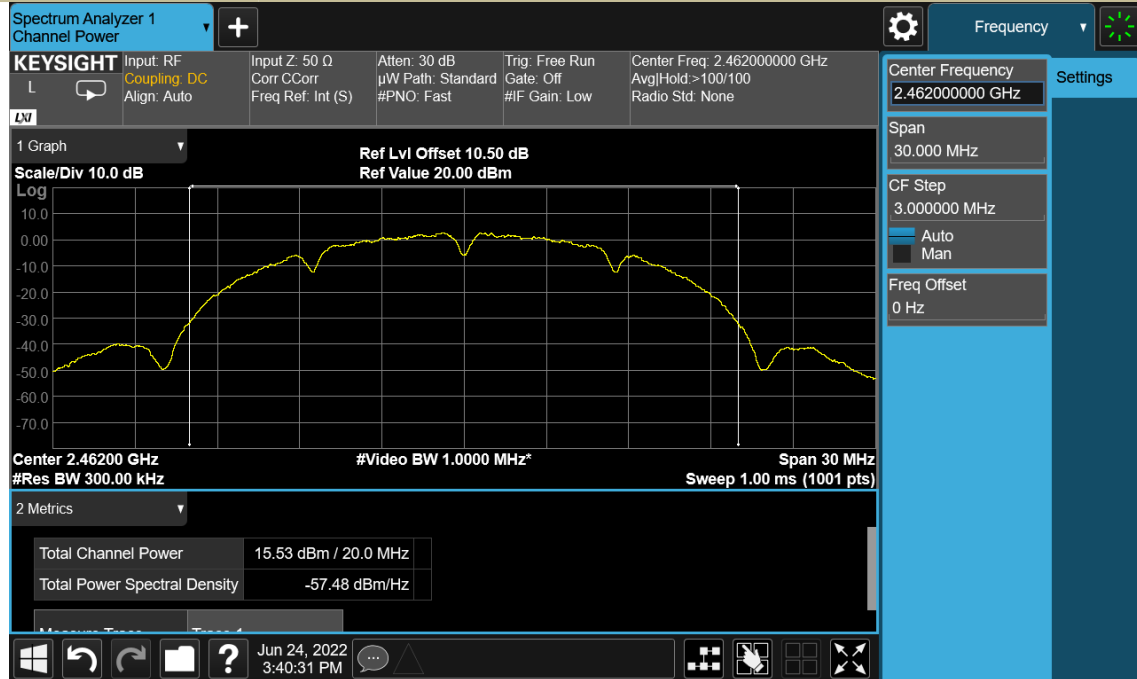 Spectrum Analyzer 1
Channel Power
+
Frequency
KEYSIGHT
L
LXI
Input: RF
Coupling: DC
Align: Auto
Input Z: 50 Ω
Corr CCorr
Freq Ref: Int (S)
Atten: 30 dB
µW Path: Standard
#PNO: Fast
Trig: Free Run
Gate: Off
#IF Gain: Low
Center Freq: 2.462000000 GHz
Avg|Hold:>100/100
Radio Std: None
Center Frequency
2.462000000 GHz
Settings
Span
30.000 MHz
CF Step
3.000000 MHz
Auto
Man
Freq Offset
0 Hz
1 Graph
Scale/Div 10.0 dB
Ref Lvl Offset 10.50 dB
Ref Value 20.00 dBm
Log
10.0
0.00
-10.0
-20.0
-30.0
-40.0
-50.0
-60.0
-70.0
Center 2.46200 GHz
#Video BW 1.0000 MHz*
Span 30 MHz
#Res BW 300.00 kHz
Sweep 1.00 ms (1001 pts)
2 Metrics
Total Channel Power 15.53 dBm / 20.0 MHz
Total Power Spectral Density -57.48 dBm/Hz
Measure Trace Trace 1
?
Jun 24, 2022
3:40:31 PM